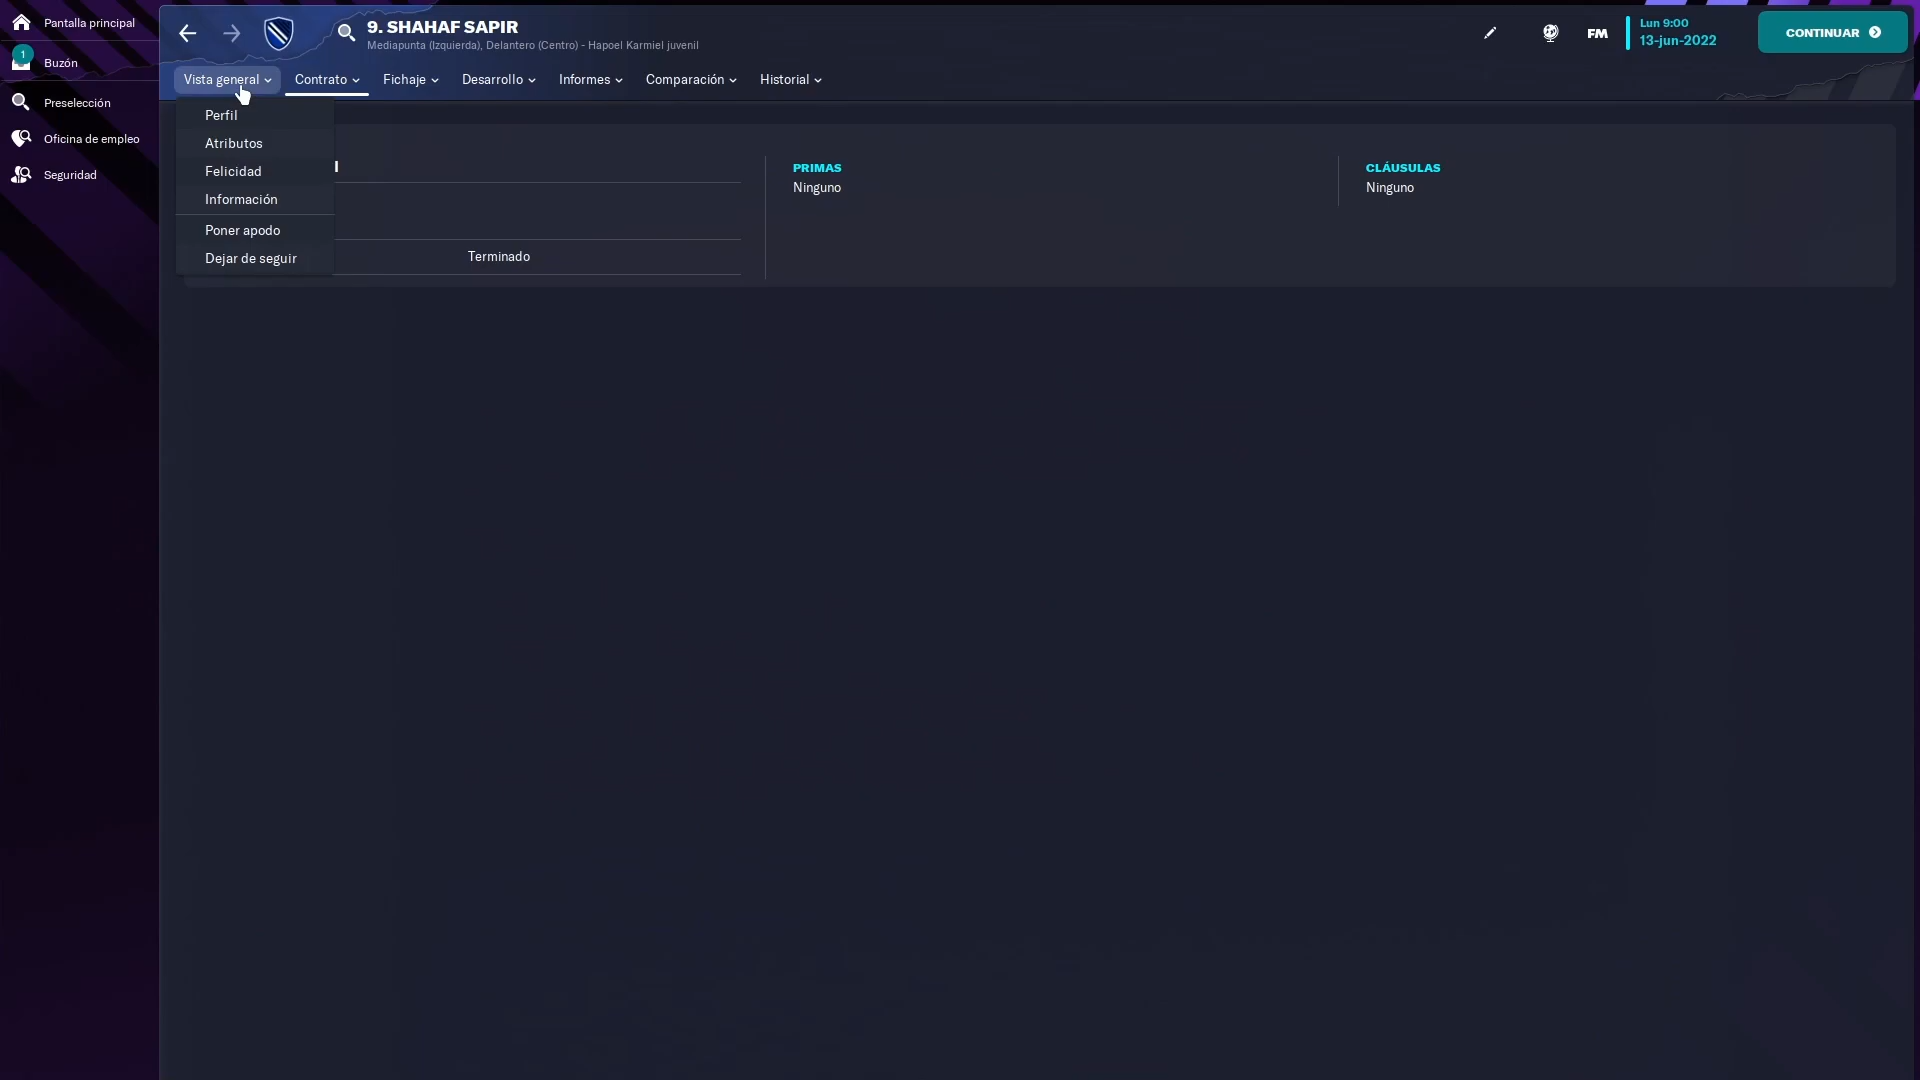 Pantalla principal
1
Buzón
Preselección
Oficina de empleo
Seguridad
9. SHAHAF SAPIR
Mediapunta (Izquierda), Delantero (Centro) - Hapoel Karmiel juvenil
FM
Lun 9:00
13-jun-2022
CONTINUAR
Vista general
Contrato
Fichaje
Desarrollo
Informes
Comparación
Historial
Perfil
Atributos
Felicidad
Información
Poner apodo
Dejar de seguir
Terminado
PRIMAS
Ninguno
CLÁUSULAS
Ninguno